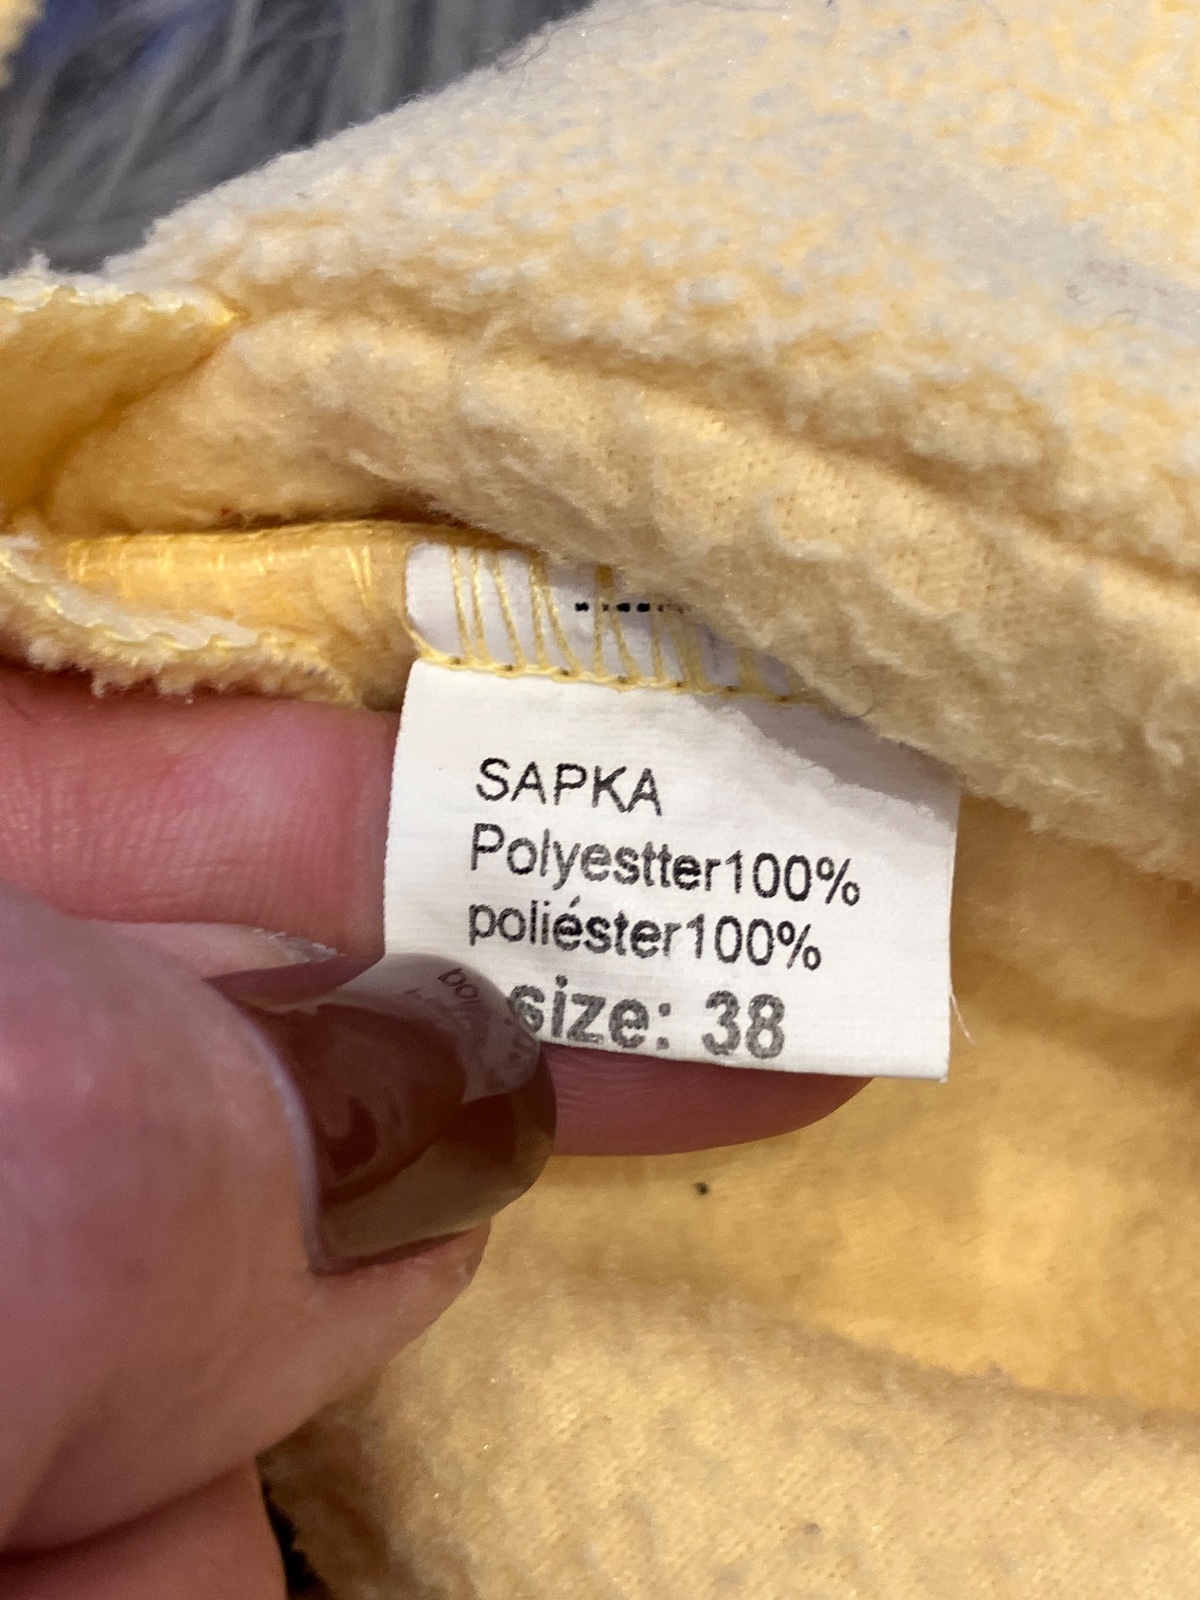 SAPKA
Polyestter100%
poliéster100%
size: 38